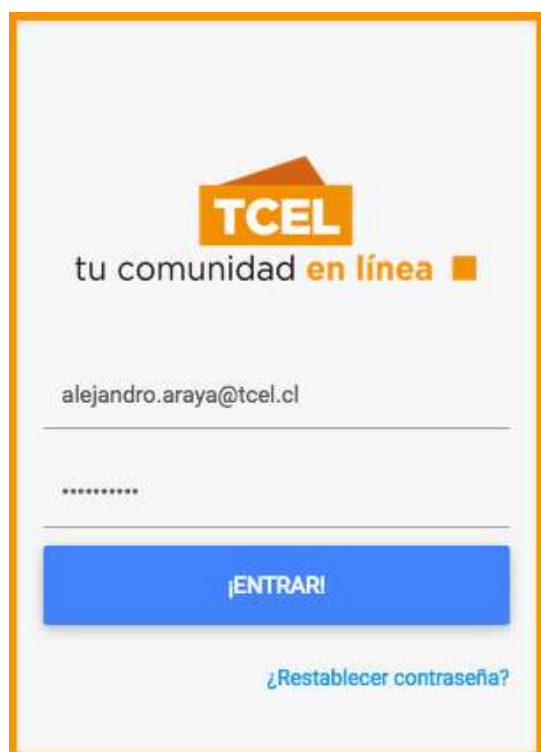 TCEL
tu comunidad en línea
alejandro.araya@tcel.cl
••••••••••
¡ENTRAR!
¿Restablecer contraseña?